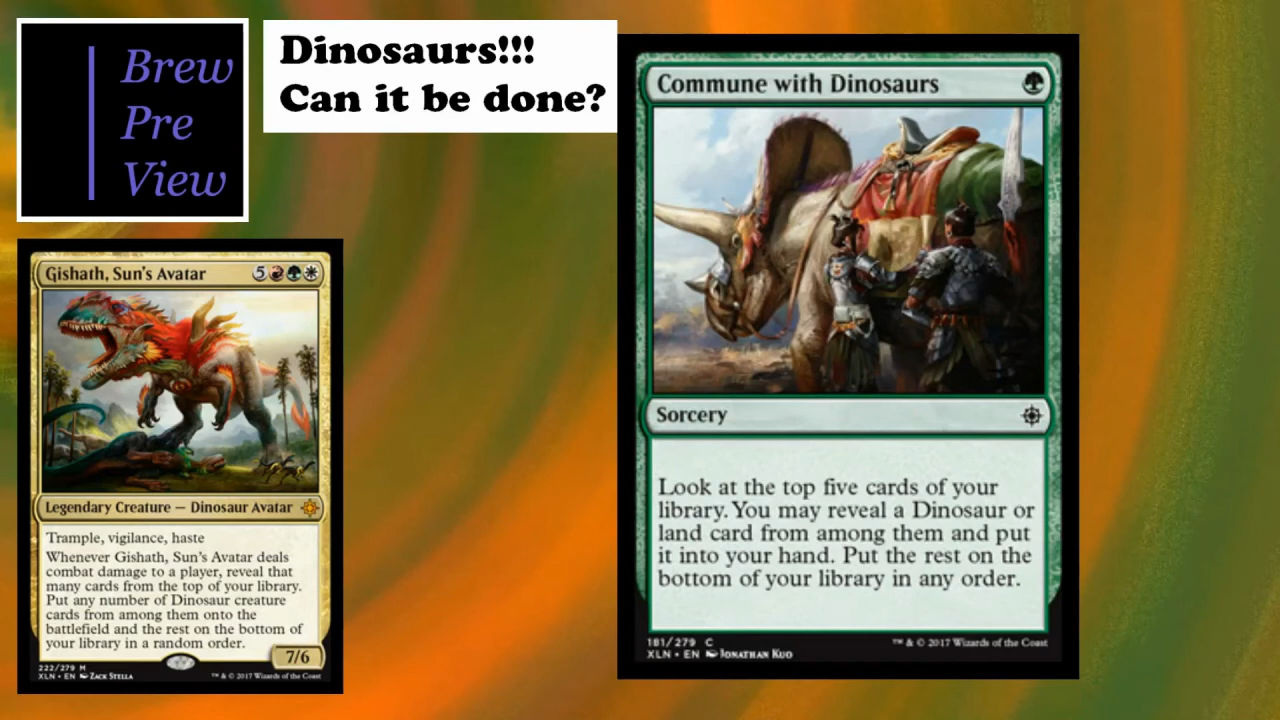 Brew
Pre
View
Dinosaurs!!!
Can it be done?
Gishath, Sun's Avatar 5
Legendary Creature — Dinosaur Avatar
Trample, vigilance, haste
Whenever Gishath, Sun's Avatar deals
combat damage to a player, reveal that
many cards from the top of your library.
Put any number of Dinosaur creature
cards from among them onto the
battlefield and the rest on the bottom of
your library in a random order.
7/6
222/279 M
XLN • EN Zack Stella
™ & © 2017 Wizards of the Coast
Commune with Dinosaurs
Sorcery
Look at the top five cards of your
library. You may reveal a Dinosaur or
land card from among them and put
it into your hand. Put the rest on the
bottom of your library in any order.
181/279 C
XLN • EN Jonathan Kuo
™ & © 2017 Wizards of the Coast